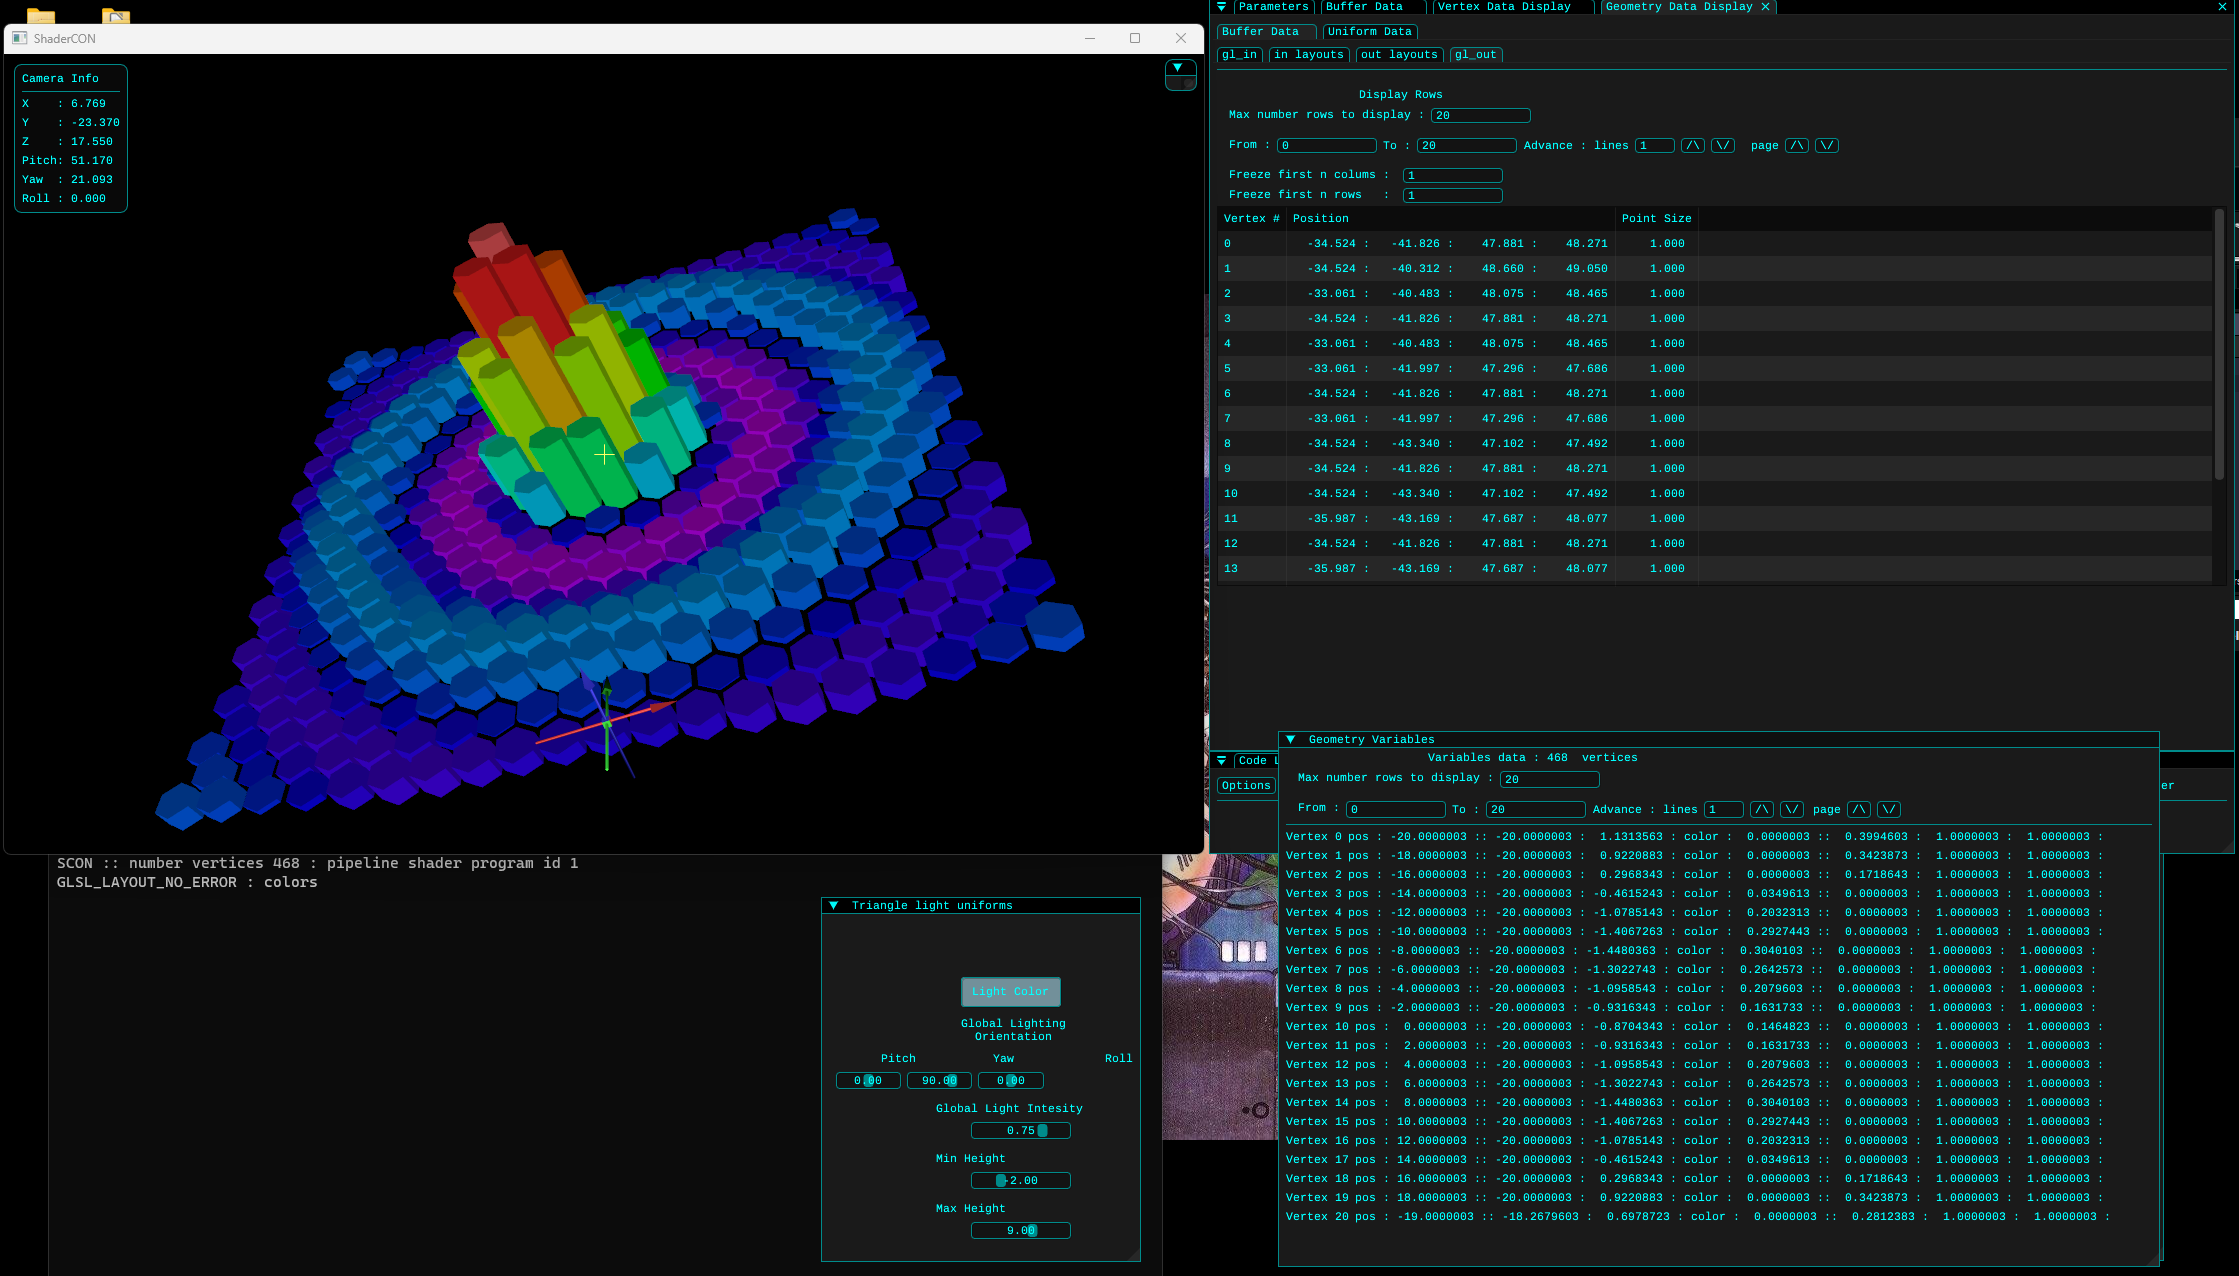 ShaderCON
Camera Info
X : 6.769
Y : -23.370
Z : 17.550
Pitch: 51.170
Yaw : 21.093
Roll : 0.000
Parameters Buffer Data Vertex Data Display Geometry Data Display
Buffer Data Uniform Data
gl_in in layouts out layouts gl_out
Display Rows
Max number rows to display : 20
From : 0 To : 20 Advance : lines 1 /\ \/ page /\ \/
Freeze first n colums : 1
Freeze first n rows : 1
Vertex # Position Point Size
0 -34.524 : -41.826 : 47.881 : 48.271 1.000
1 -34.524 : -40.312 : 48.660 : 49.050 1.000
2 -33.061 : -40.483 : 48.075 : 48.465 1.000
3 -34.524 : -41.826 : 47.881 : 48.271 1.000
4 -33.061 : -40.483 : 48.075 : 48.465 1.000
5 -33.061 : -41.997 : 47.296 : 47.686 1.000
6 -34.524 : -41.826 : 47.881 : 48.271 1.000
7 -33.061 : -41.997 : 47.296 : 47.686 1.000
8 -34.524 : -43.340 : 47.102 : 47.492 1.000
9 -34.524 : -41.826 : 47.881 : 48.271 1.000
10 -34.524 : -43.340 : 47.102 : 47.492 1.000
11 -35.987 : -43.169 : 47.687 : 48.077 1.000
12 -34.524 : -41.826 : 47.881 : 48.271 1.000
13 -35.987 : -43.169 : 47.687 : 48.077 1.000
Code L
Options
er
Geometry Variables
Variables data : 468 vertices
Max number rows to display : 20
From : 0 To : 20 Advance : lines 1 /\ \/ page /\ \/
Vertex 0 pos : -20.0000003 :: -20.0000003 : 1.1313563 : color : 0.0000003 :: 0.3994603 : 1.0000003 : 1.0000003 :
Vertex 1 pos : -18.0000003 :: -20.0000003 : 0.9220883 : color : 0.0000003 :: 0.3423873 : 1.0000003 : 1.0000003 :
Vertex 2 pos : -16.0000003 :: -20.0000003 : 0.2968343 : color : 0.0000003 :: 0.1718643 : 1.0000003 : 1.0000003 :
Vertex 3 pos : -14.0000003 :: -20.0000003 : -0.4615243 : color : 0.0349613 :: 0.0000003 : 1.0000003 : 1.0000003 :
Vertex 4 pos : -12.0000003 :: -20.0000003 : -1.0785143 : color : 0.2032313 :: 0.0000003 : 1.0000003 : 1.0000003 :
Vertex 5 pos : -10.0000003 :: -20.0000003 : -1.4067263 : color : 0.2927443 :: 0.0000003 : 1.0000003 : 1.0000003 :
Vertex 6 pos : -8.0000003 :: -20.0000003 : -1.4480363 : color : 0.3040103 :: 0.0000003 : 1.0000003 : 1.0000003 :
Vertex 7 pos : -6.0000003 :: -20.0000003 : -1.3022743 : color : 0.2642573 :: 0.0000003 : 1.0000003 : 1.0000003 :
Vertex 8 pos : -4.0000003 :: -20.0000003 : -1.0958543 : color : 0.2079603 :: 0.0000003 : 1.0000003 : 1.0000003 :
Vertex 9 pos : -2.0000003 :: -20.0000003 : -0.9316343 : color : 0.1631733 :: 0.0000003 : 1.0000003 : 1.0000003 :
Vertex 10 pos : 0.0000003 :: -20.0000003 : -0.8704343 : color : 0.1464823 :: 0.0000003 : 1.0000003 : 1.0000003 :
Vertex 11 pos : 2.0000003 :: -20.0000003 : -0.9316343 : color : 0.1631733 :: 0.0000003 : 1.0000003 : 1.0000003 :
Vertex 12 pos : 4.0000003 :: -20.0000003 : -1.0958543 : color : 0.2079603 :: 0.0000003 : 1.0000003 : 1.0000003 :
Vertex 13 pos : 6.0000003 :: -20.0000003 : -1.3022743 : color : 0.2642573 :: 0.0000003 : 1.0000003 : 1.0000003 :
Vertex 14 pos : 8.0000003 :: -20.0000003 : -1.4480363 : color : 0.3040103 :: 0.0000003 : 1.0000003 : 1.0000003 :
Vertex 15 pos : 10.0000003 :: -20.0000003 : -1.4067263 : color : 0.2927443 :: 0.0000003 : 1.0000003 : 1.0000003 :
Vertex 16 pos : 12.0000003 :: -20.0000003 : -1.0785143 : color : 0.2032313 :: 0.0000003 : 1.0000003 : 1.0000003 :
Vertex 17 pos : 14.0000003 :: -20.0000003 : -0.4615243 : color : 0.0349613 :: 0.0000003 : 1.0000003 : 1.0000003 :
Vertex 18 pos : 16.0000003 :: -20.0000003 : 0.2968343 : color : 0.0000003 :: 0.1718643 : 1.0000003 : 1.0000003 :
Vertex 19 pos : 18.0000003 :: -20.0000003 : 0.9220883 : color : 0.0000003 :: 0.3423873 : 1.0000003 : 1.0000003 :
Vertex 20 pos : -19.0000003 :: -18.2679603 : 0.6978723 : color : 0.0000003 :: 0.2812383 : 1.0000003 : 1.0000003 :
SCON :: number vertices 468 : pipeline shader program id 1
GLSL_LAYOUT_NO_ERROR : colors
Triangle light uniforms
Light Color
Global Lighting
Orientation
Pitch Yaw Roll
0.00 90.00 0.00
Global Light Intesity
0.75
Min Height
-2.00
Max Height
9.00